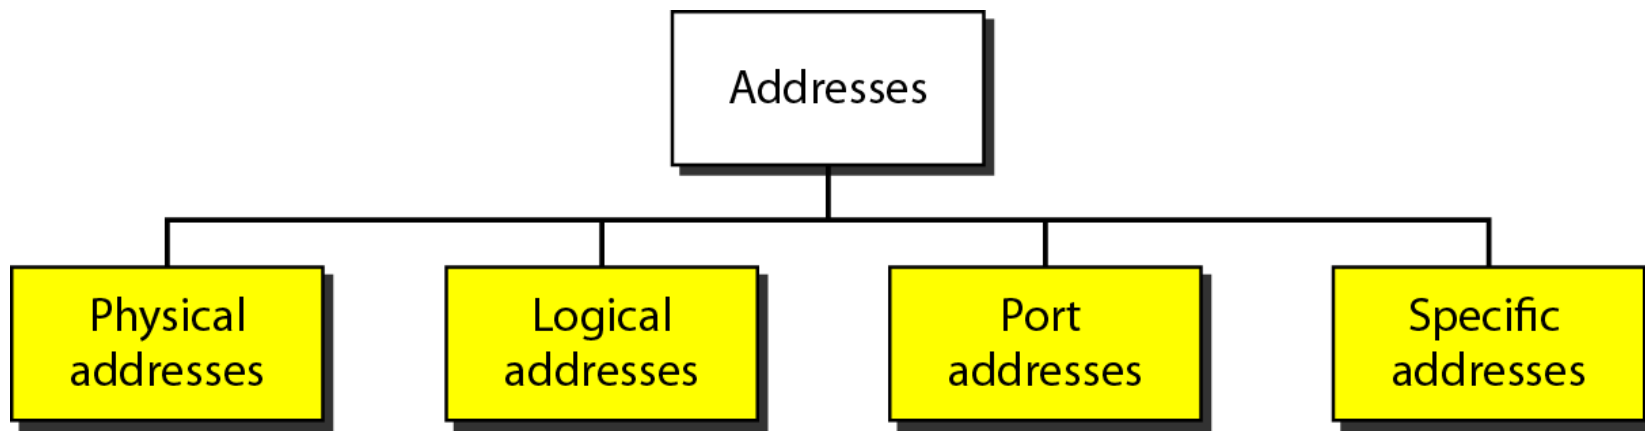 Addresses
Physical
addresses
Logical
addresses
Port
addresses
Specific
addresses